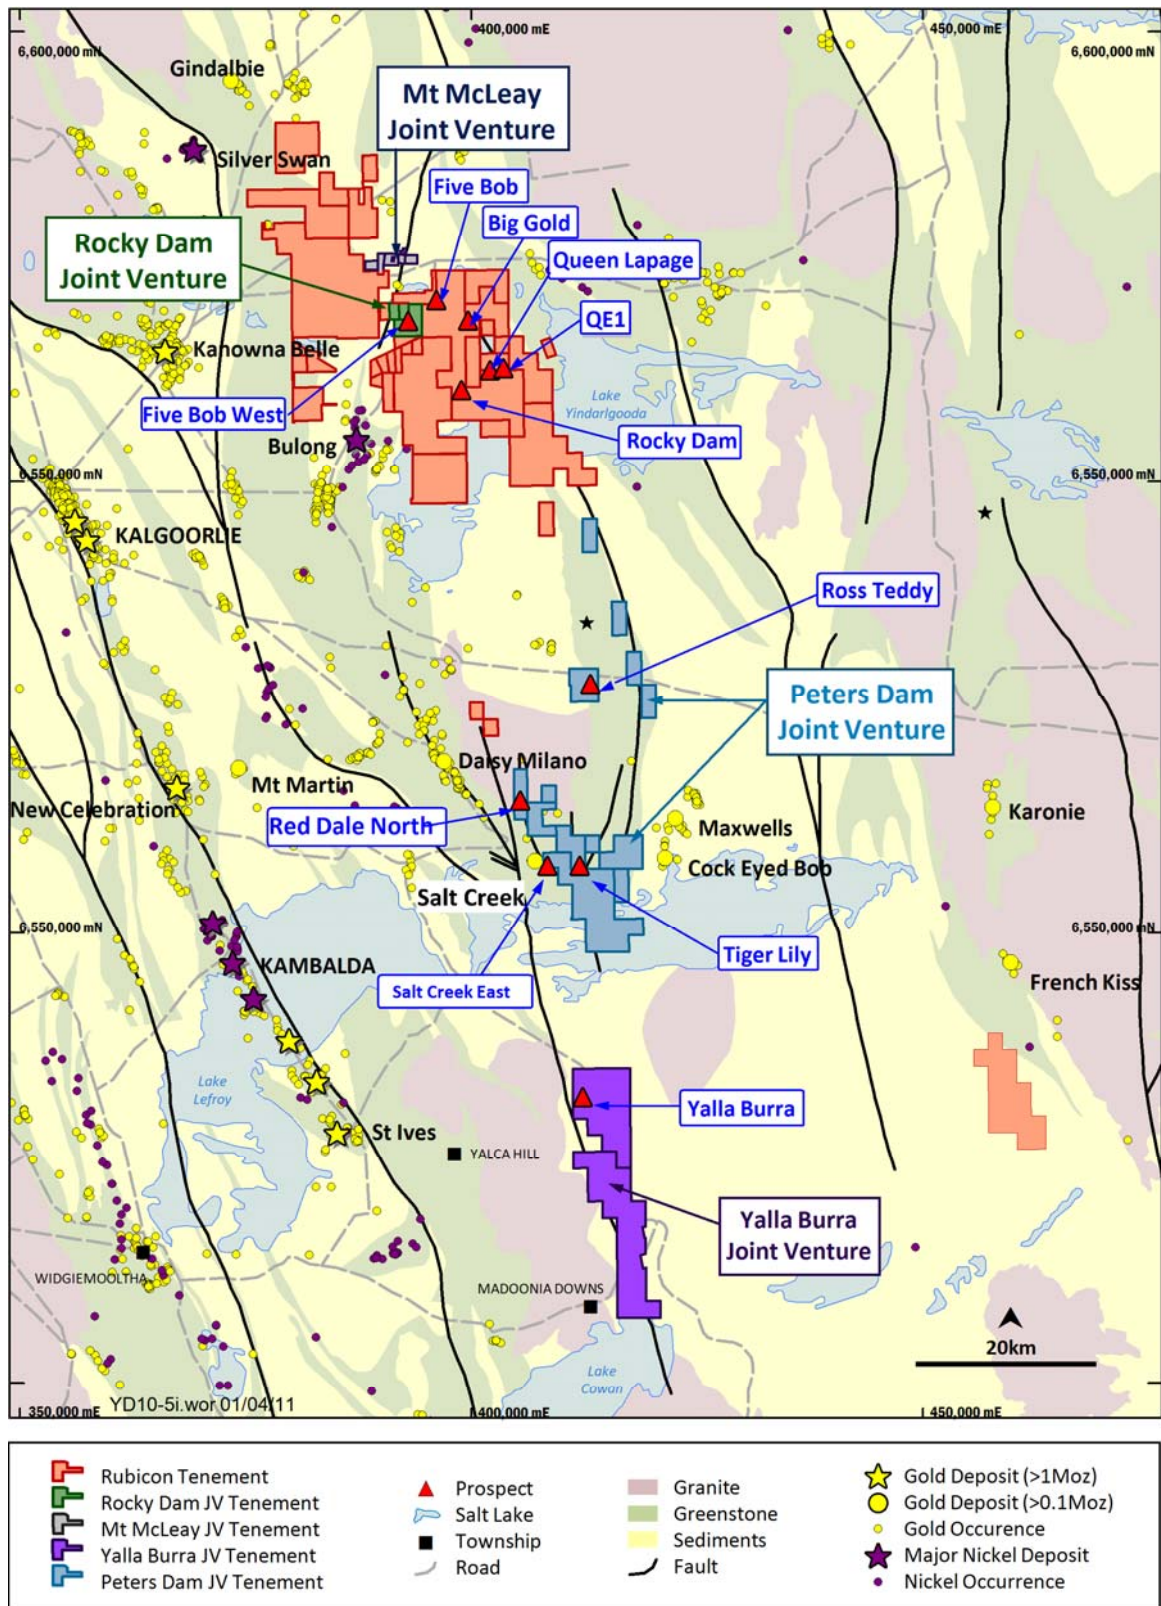 400,000 mE
450,000 mE
6,600,000 mN
6,600,000 mN
Gindalbie
Mt McLeay
Joint Venture
Silver Swan
Five Bob
Big Gold
Rocky Dam
Joint Venture
Queen Lapage
QE1
Kanowna Belle
Lake
Yindarlgooda
Five Bob West
Rocky Dam
Bulong
6,550,000 mN
6,550,000 mN
KALGOORLIE
Ross Teddy
Peters Dam
Joint Venture
Daisy Milano
Mt Martin
New Celebration
Red Dale North
Karonie
Maxwells
Cock Eyed Bob
Salt Creek
6,550,000 mN
6,550,000 mN
Tiger Lily
KAMBALDA
French Kiss
Salt Creek East
Lake
Lefroy
Yalla Burra
St Ives
YALCA HILL
Yalla Burra
Joint Venture
WIDGIEMOOLTHA
MADOONIA DOWNS
20km
Lake
Cowan
YD10-5i.wor 01/04/11
350,000 mE
400,000 mE
450,000 mE
Rubicon Tenement
Rocky Dam JV Tenement
Mt McLeay JV Tenement
Yalla Burra JV Tenement
Peters Dam JV Tenement
Prospect
Salt Lake
Township
Road
Granite
Greenstone
Sediments
Fault
Gold Deposit (>1Moz)
Gold Deposit (>0.1Moz)
Gold Occurence
Major Nickel Deposit
Nickel Occurrence